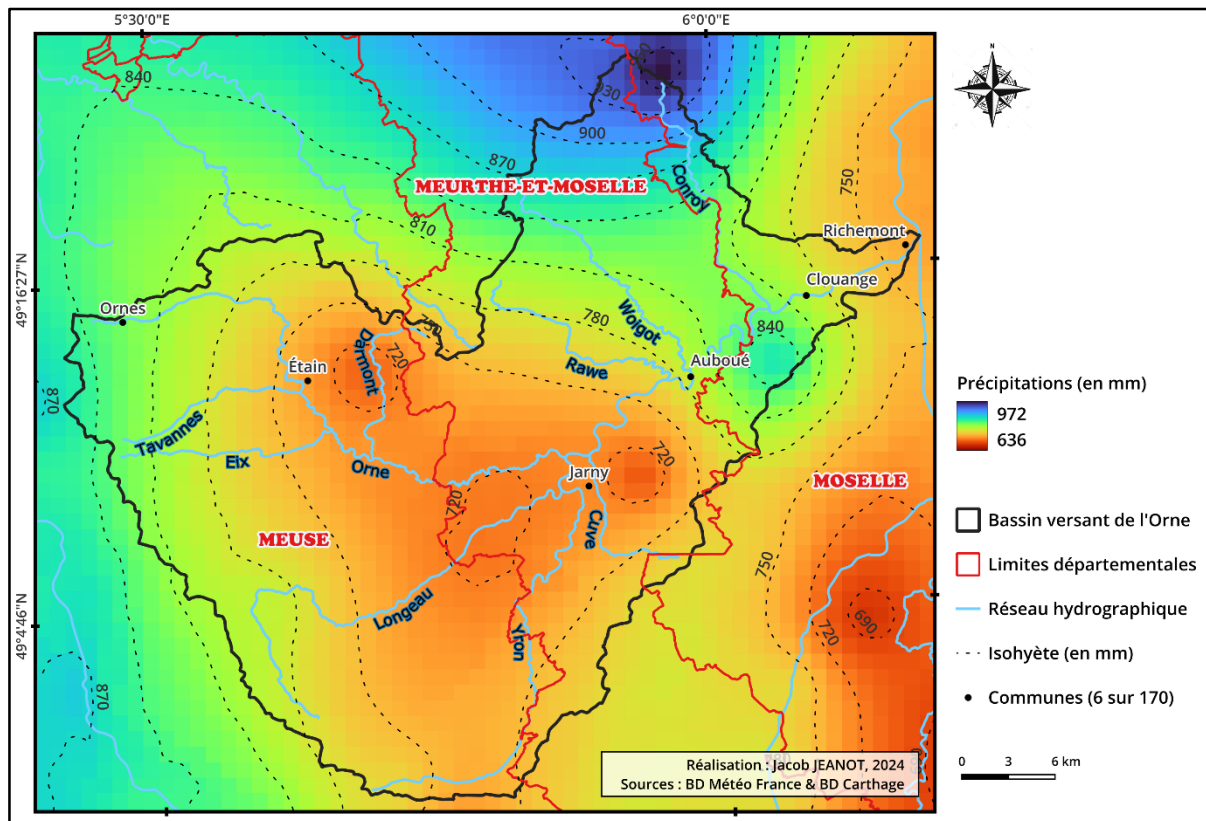 5°30'0"E
6°0'0"E
N
840
930
900
870
MEURTHE-ET-MOSELLE
Conroy
750
810
Richemont
49°16'27"N
Ornes
Clouange
750
780
Woigot
840
Darmont
720
Étain
Rawe
Auboué
870
Précipitations (en mm)
972
636
Tavannes
Eix
Orne
Jarny
720
MOSELLE
720
Cuve
MEUSE
Bassin versant de l'Orne
750
Limites départementales
Longeau
690
Réseau hydrographique
49°4'46"N
Yron
720
Isohyète (en mm)
870
Communes (6 sur 170)
Réalisation : Jacob JEANOT, 2024
Sources : BD Météo France & BD Carthage
0 3 6 km
6°0'0"E